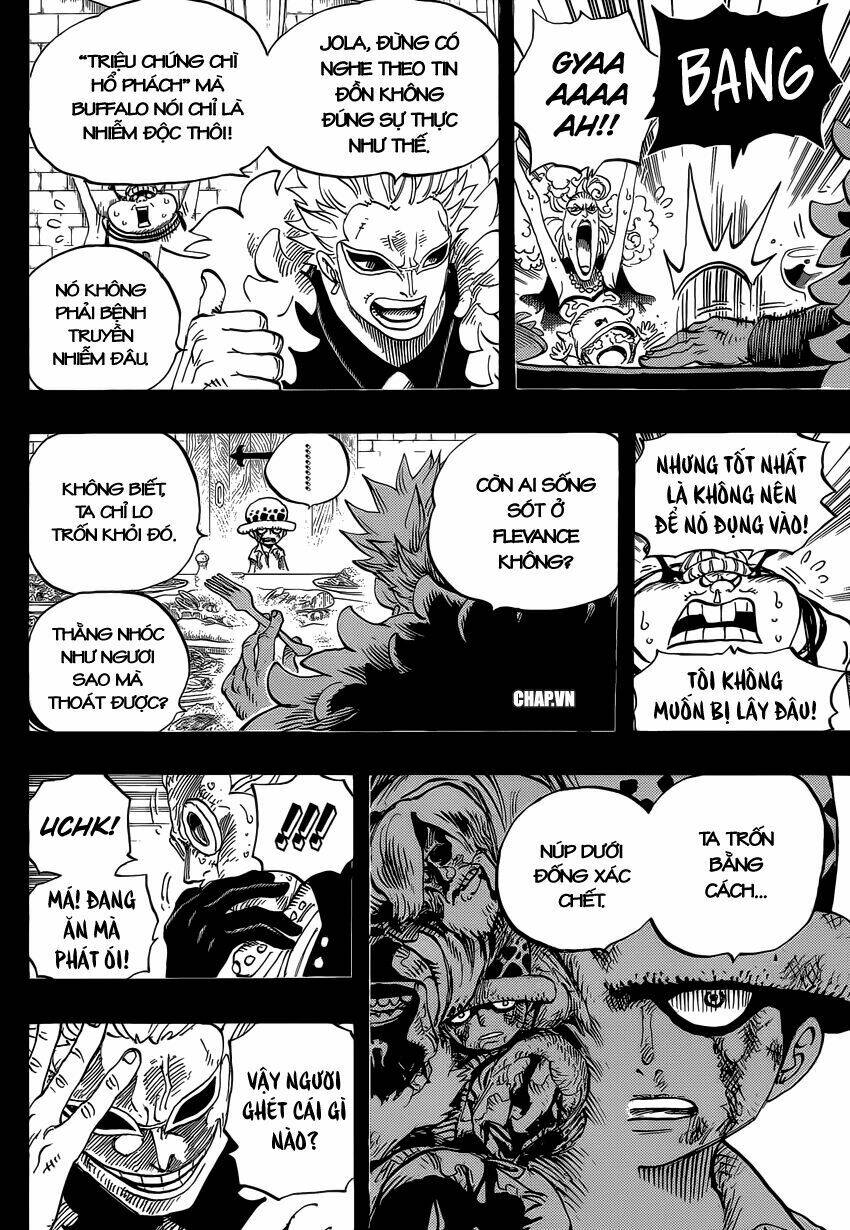 BANG
GYAA
AAAA
AH!!
JOLA, ĐỪNG CÓ
NGHE THEO TIN
ĐỒN KHÔNG
ĐÚNG SỰ THỰC
NHƯ THẾ.
“TRIỆU CHỨNG CHÌ
HỔ PHÁCH” MÀ
BUFFALO NÓI CHỈ LÀ
NHIỄM ĐỘC THÔI!
NÓ KHÔNG
PHẢI BỆNH
TRUYỀN
NHIỄM ĐÂU.
NHƯNG TỐT NHẤT
LÀ KHÔNG NÊN
ĐỂ NÓ ĐỤNG VÀO!
TÔI KHÔNG
MUỐN BỊ LÂY ĐÂU!
CÒN AI SỐNG
SÓT Ở
FLEVANCE
KHÔNG?
KHÔNG BIẾT,
TA CHỈ LO
TRỐN KHỎI ĐÓ.
THẰNG NHÓC
NHƯ NGƯƠI
SAO MÀ
THOÁT ĐƯỢC?
CHAP.VN
TA TRỐN
BẰNG
CÁCH...
NÚP DƯỚI
ĐỐNG XÁC
CHẾT.
!!!!
UCHK!
MÁ! ĐANG
ĂN MÀ
PHÁT ÓI!
VẬY NGƯƠI
GHÉT CÁI GÌ
NÀO?